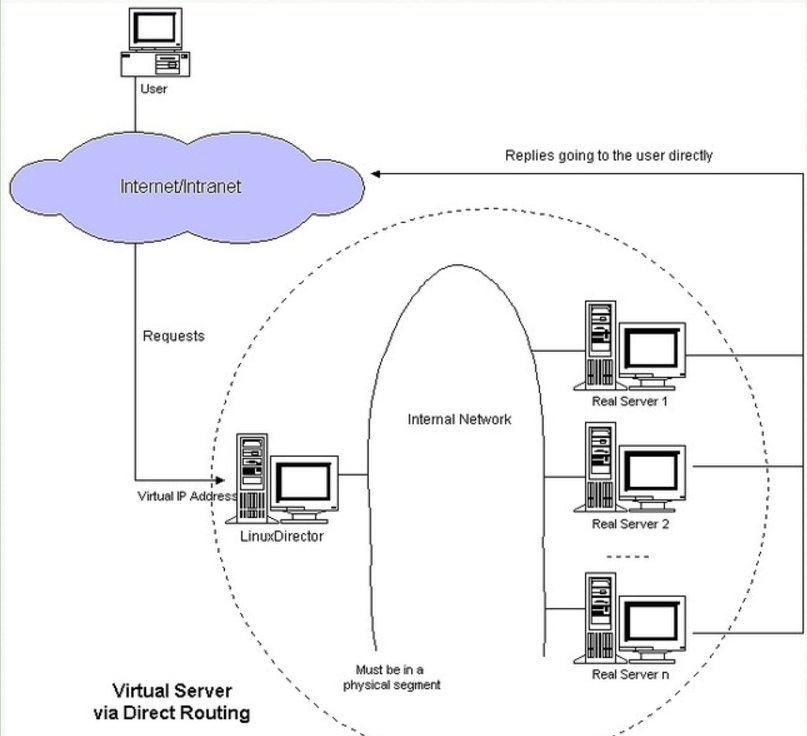 User
Internet/Intranet
Replies going to the user directly
Requests
Virtual IP Address
LinuxDirector
Internal Network
Real Server 1
Real Server 2
Real Server n
Must be in a
physical segment
Virtual Server
via Direct Routing